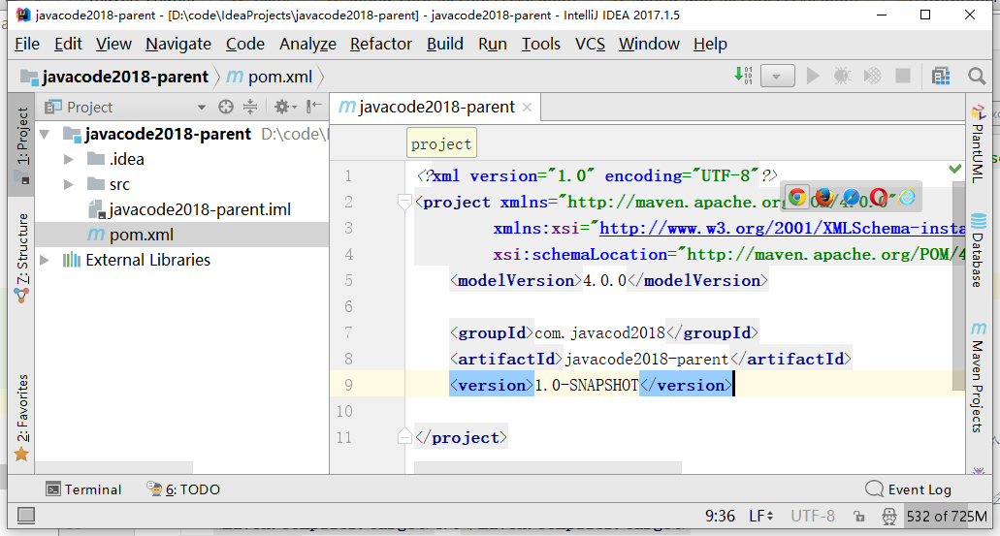 javacode2018-parent - [D:\code\IdeaProjects\javacode2018-parent] - javacode2018-parent - IntelliJ IDEA 2017.1.5
File Edit View Navigate Code Analyze Refactor Build Run Tools VCS Window Help
javacode2018-parent pom.xml
Project
javacode2018-parent
1: Project
Z: Structure
2: Favorites
javacode2018-parent D:\code\
.idea
src
javacode2018-parent.iml
pom.xml
External Libraries
project
1 <?xml version="1.0" encoding="UTF-8"?>
2 <project xmlns="http://maven.apache.org/POM/4.0.0"
3 xmlns:xsi="http://www.w3.org/2001/XMLSchema-insta
4 xsi:schemaLocation="http://maven.apache.org/POM/4
5 <modelVersion>4.0.0</modelVersion>
6
7 <groupId>com.javacod2018</groupId>
8 <artifactId>javacode2018-parent</artifactId>
9 <version>1.0-SNAPSHOT</version>
10
11 </project>
PlantUML
Database
Maven Projects
Terminal
6: TODO
Event Log
9:36 LF UTF-8 532 of 725M